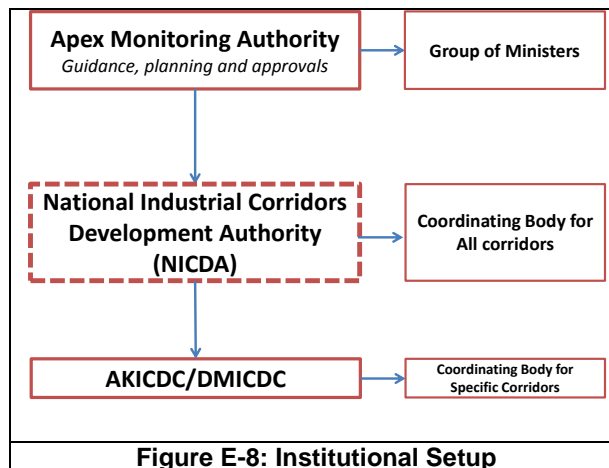 Apex Monitoring Authority
Guidance, planning and approvals
Group of Ministers
National Industrial Corridors
Development Authority
(NICDA)
Coordinating Body for
All corridors
AKICDC/DMICDC
Coordinating Body for
Specific Corridors
Figure E-8: Institutional Setup